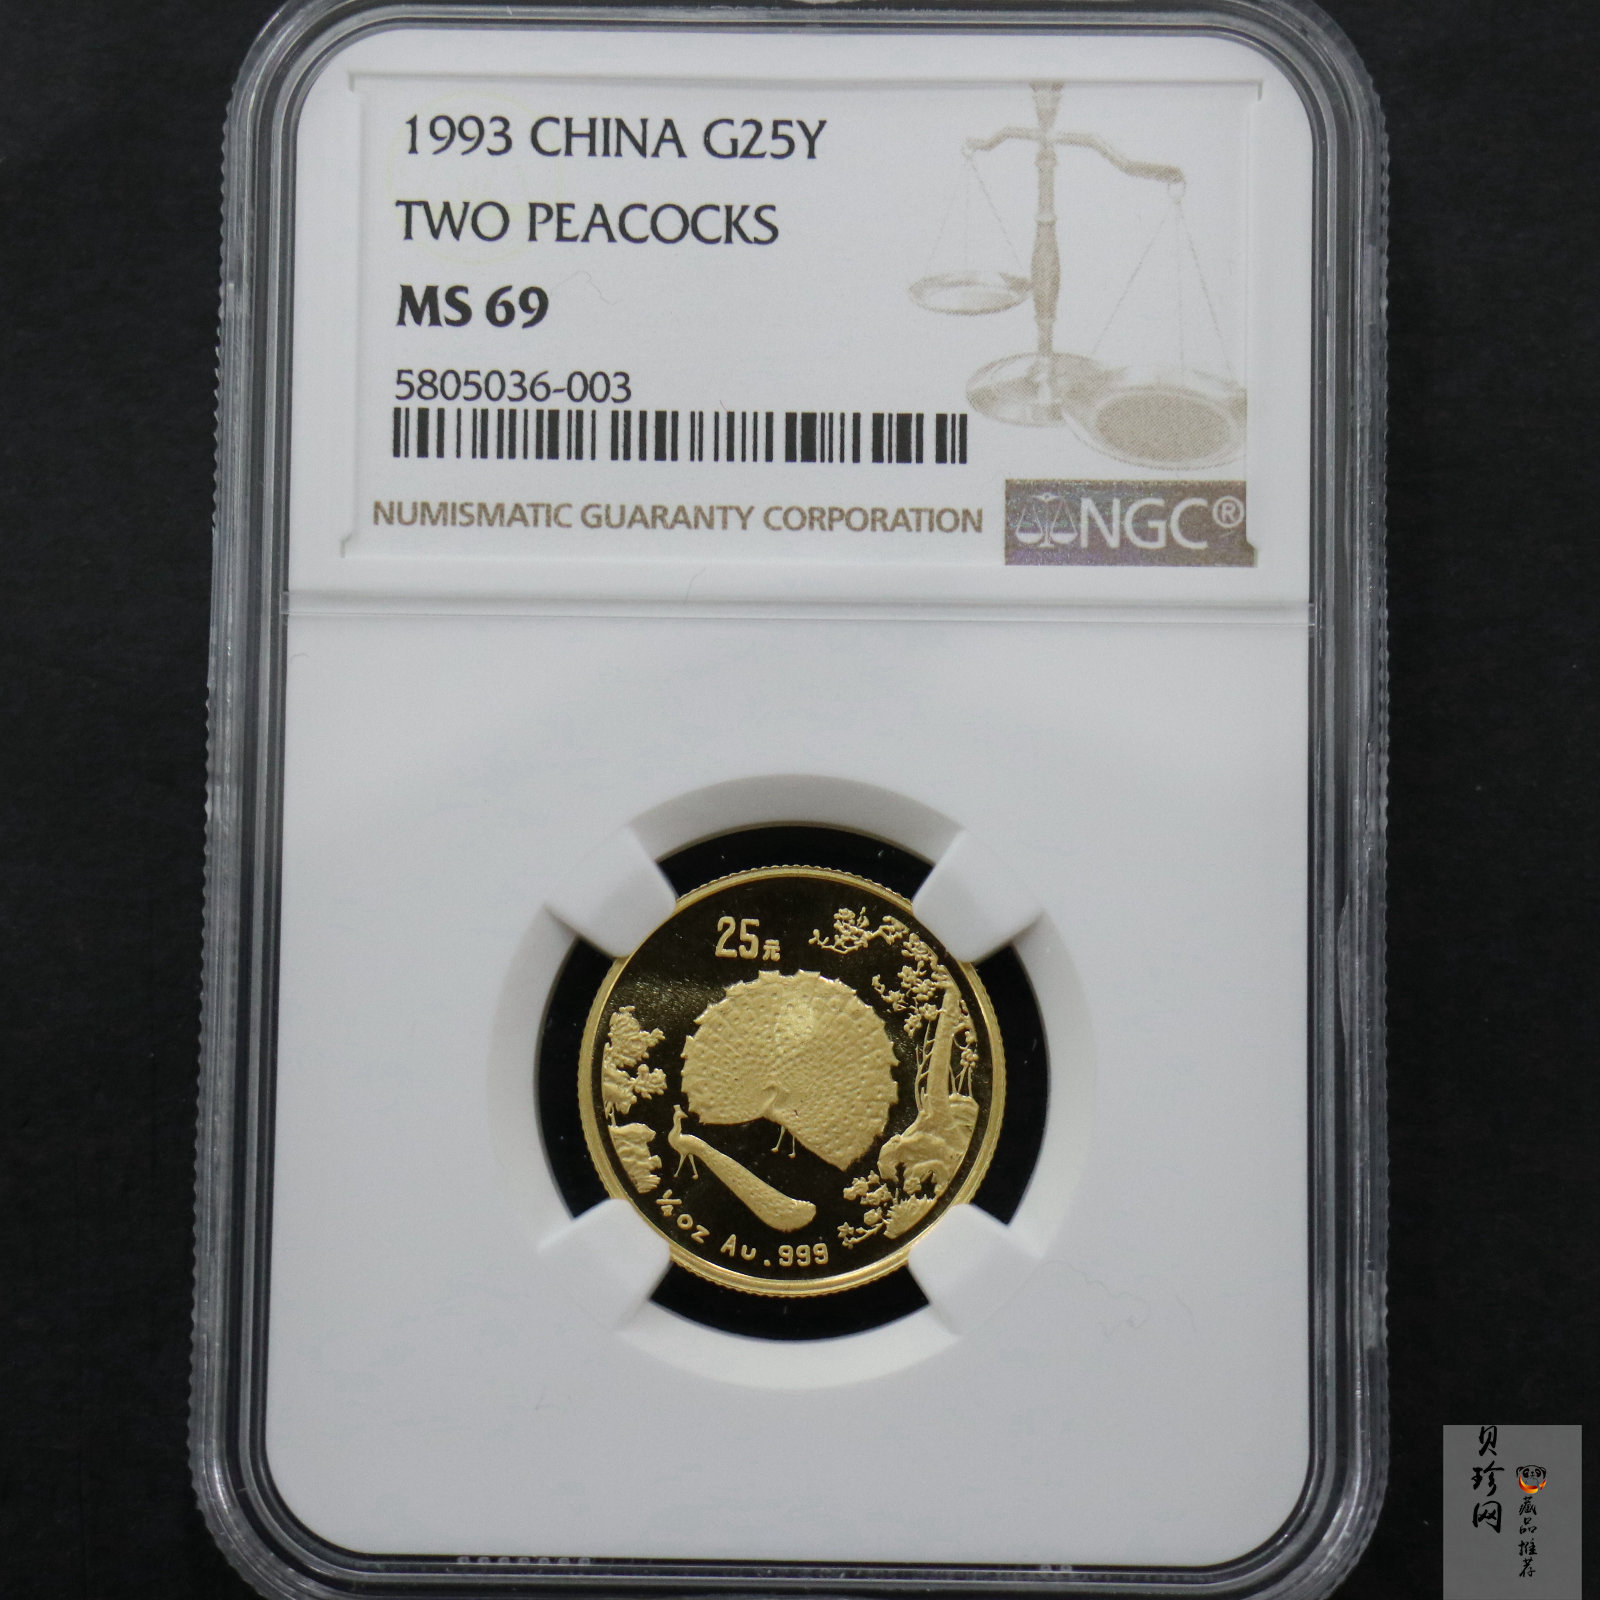 1993 CHINA G25Y
TWO PEACOCKS
MS 69
5805036-003
NUMISMATIC GUARANTY CORPORATION
NGC®
25元
1/4 OZ Au .999
贝珍网
藏品推荐